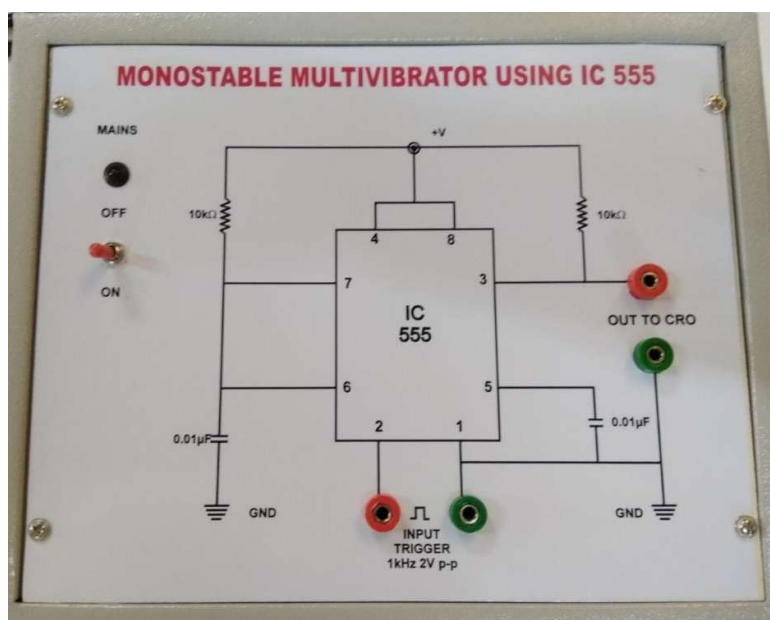 MONOSTABLE MULTIVIBRATOR USING IC 555
MAINS
OFF
ON
+V
10kΩ
10kΩ
4
8
7
3
IC
555
OUT TO CRO
6
5
2
1
0.01µF
0.01µF
GND
GND
INPUT
TRIGGER
1kHz 2V p-p